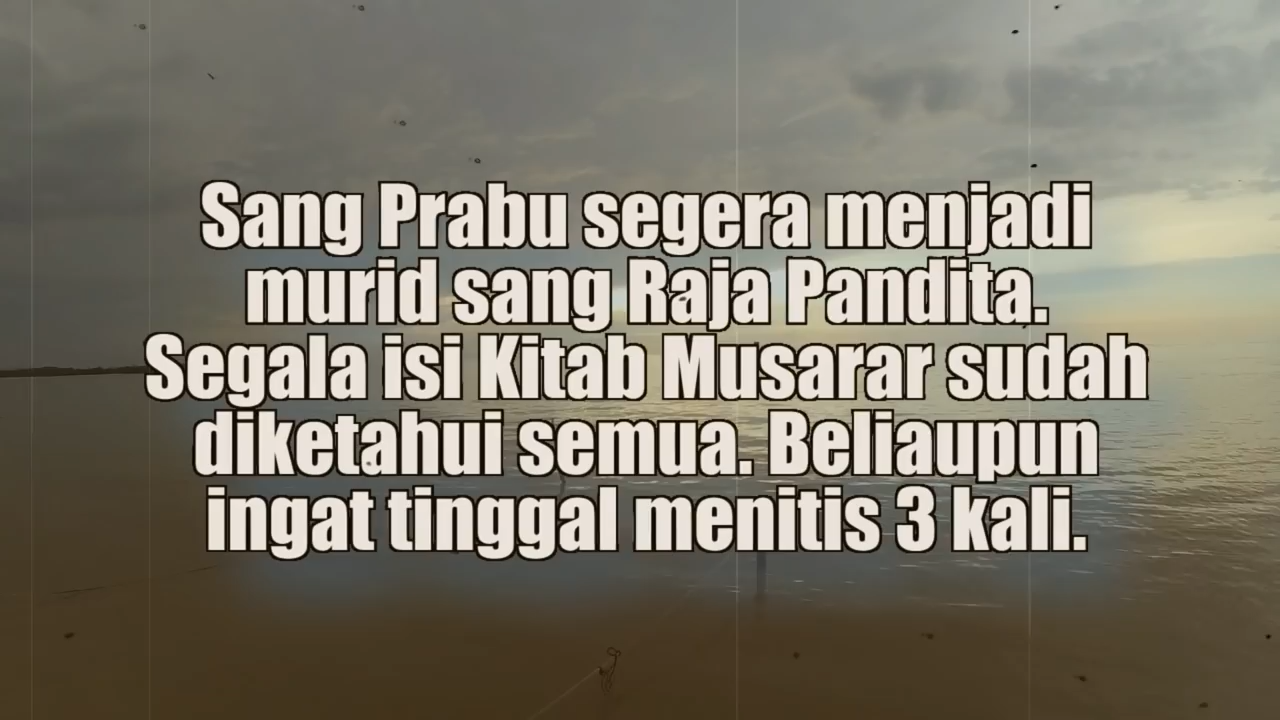 Sang Prabu segera menjadi
murid sang Raja Pandita.
Segala isi Kitab Musarar sudah
diketahui semua. Beliaupun
ingat tinggal menitis 3 kali.